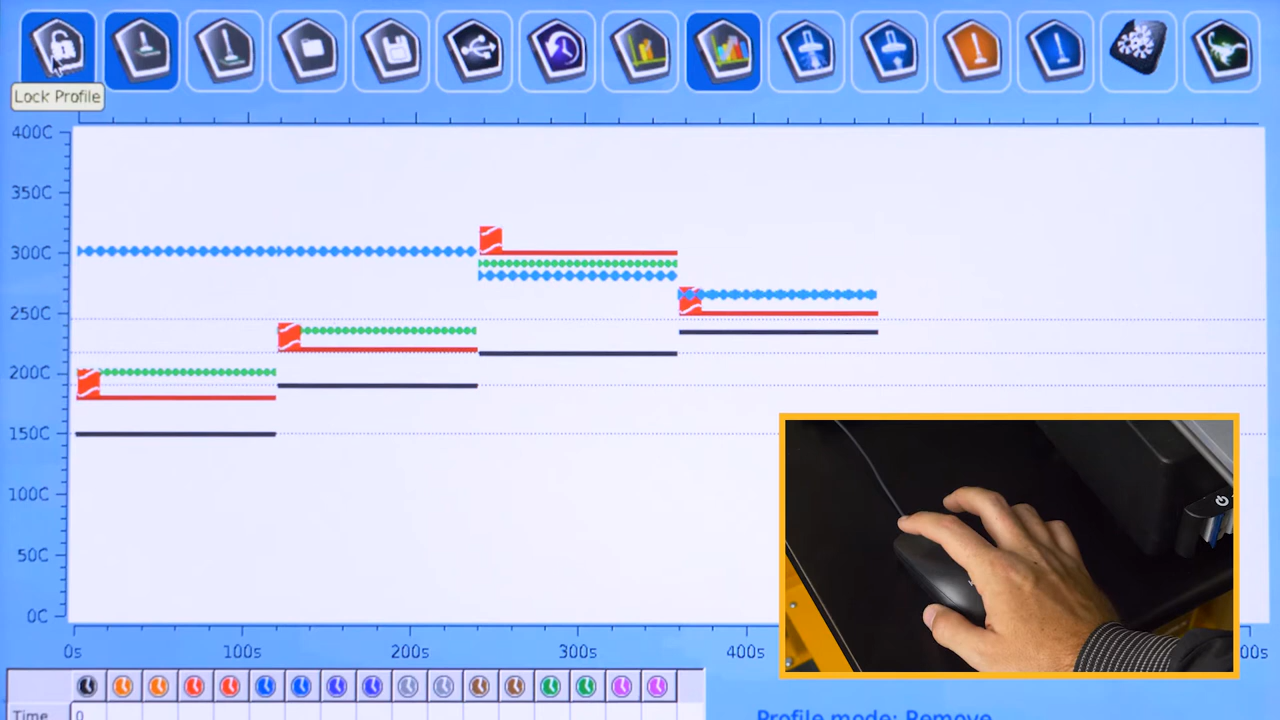 Lock Profile
400C
350C
300C
250C
200C
150C
100C
50C
0C
0s 100s 200s 300s 400s 00s
Time 0
Profile mode: Remove